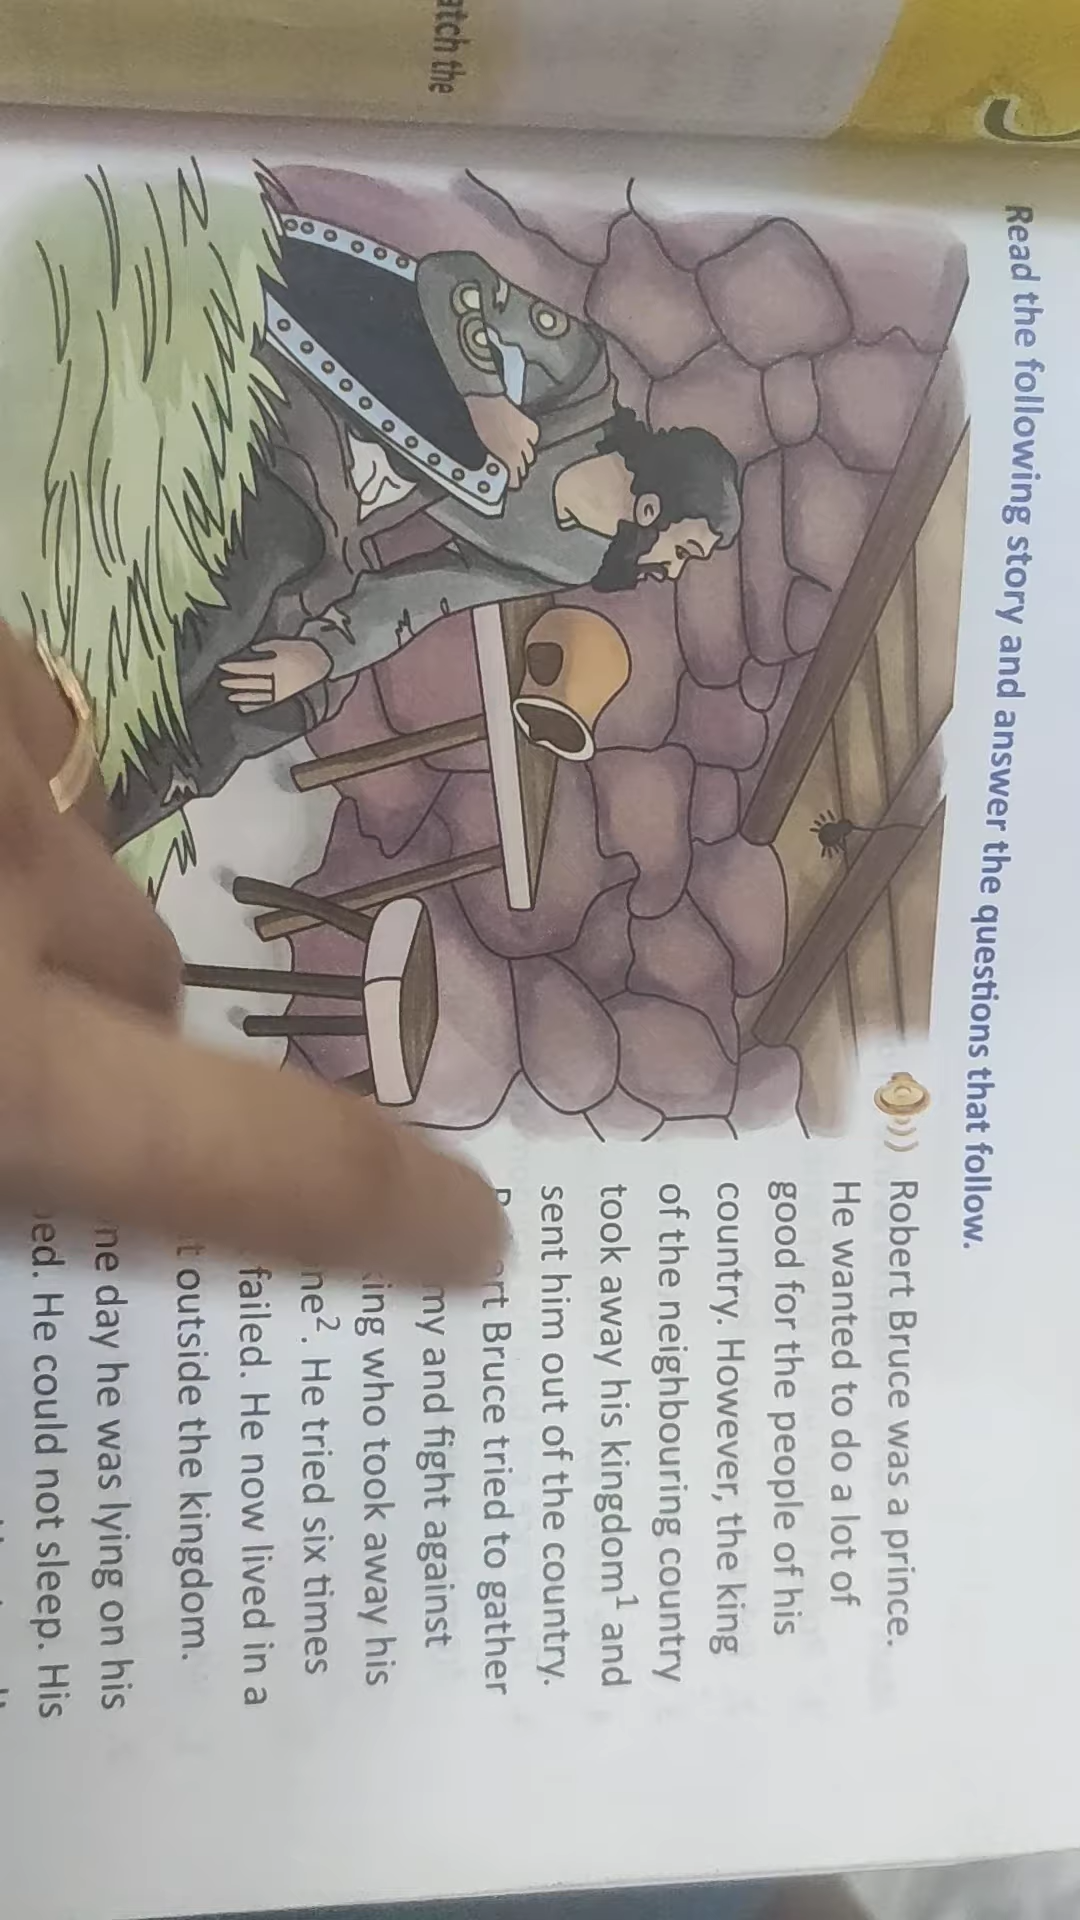 atch the
Read the following story and answer the questions that follow.
Robert Bruce was a prince.
He wanted to do a lot of
good for the people of his
country. However, the king
of the neighbouring country
took away his kingdom¹ and
sent him out of the country.
Bruce tried to gather
my and fight against
king who took away his
ne². He tried six times
failed. He now lived in a
t outside the kingdom.
ne day he was lying on his
ed. He could not sleep. His